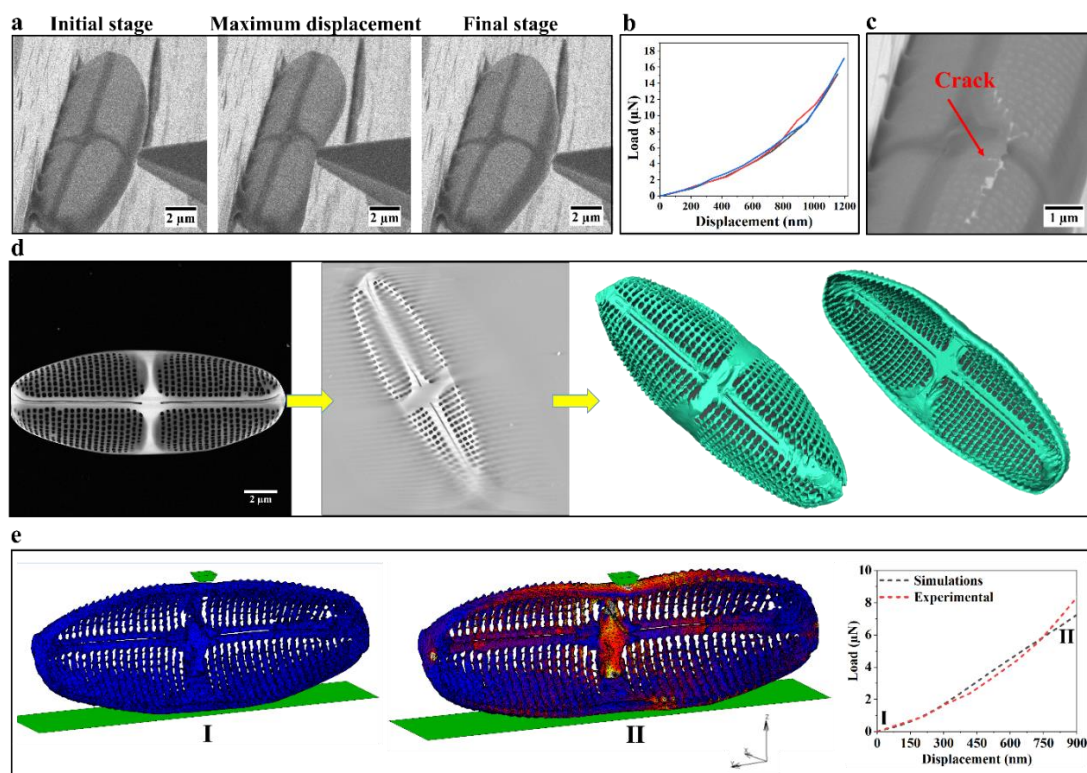 a
Initial stage
Maximum displacement
Final stage
2 µm
2 µm
2 µm
b
Load (µN)
18
16
14
12
10
8
6
4
2
0
0 200 400 600 800 1000 1200
Displacement (nm)
c
Crack
1 µm
d
2 µm
e
I
II
z
x
y
Load (µN)
10
8
6
4
2
0
Simulations
Experimental
II
I
0 150 300 450 600 750 900
Displacement (nm)